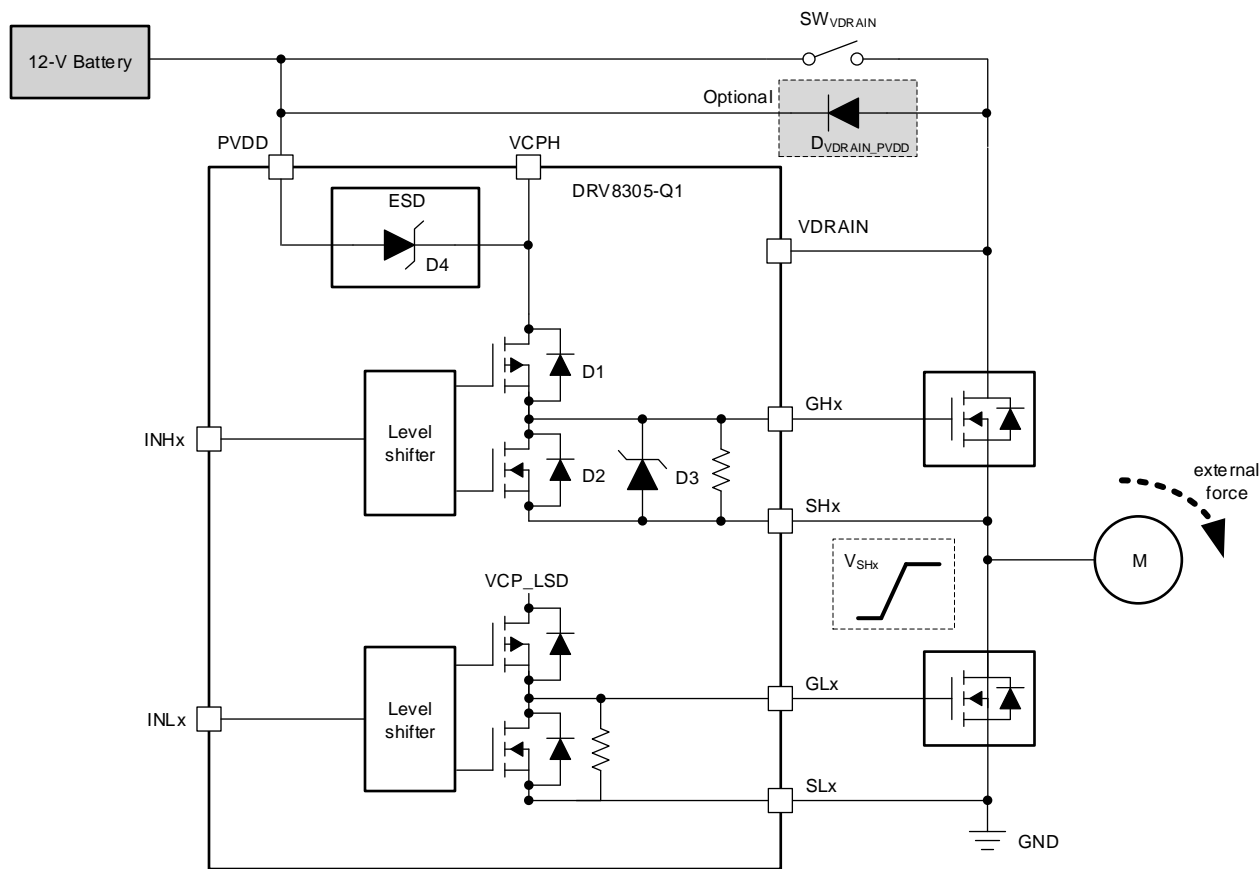 SWVDRAIN
12-V Battery
Optional
DVDRAIN_PVDD
PVDD
VCPH
DRV8305-Q1
ESD
D4
VDRAIN
D1
GHx
Level
shifter
INHx
D2
D3
SHx
external
force
M
VSHx
VCP_LSD
GLx
Level
shifter
INLx
SLx
GND